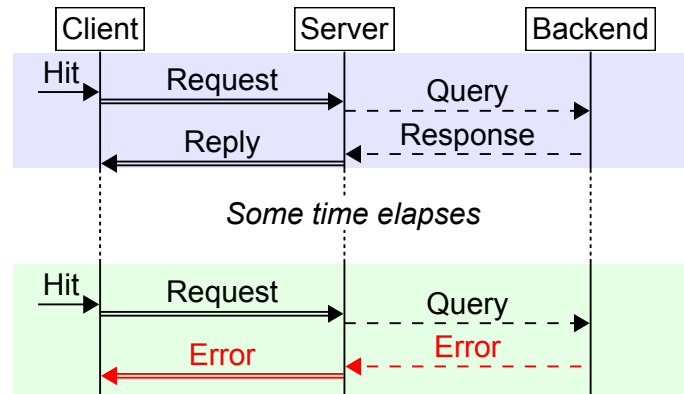 Client Server Backend
Hit Request Query
Reply Response
Some time elapses
Hit Request Query
Error Error